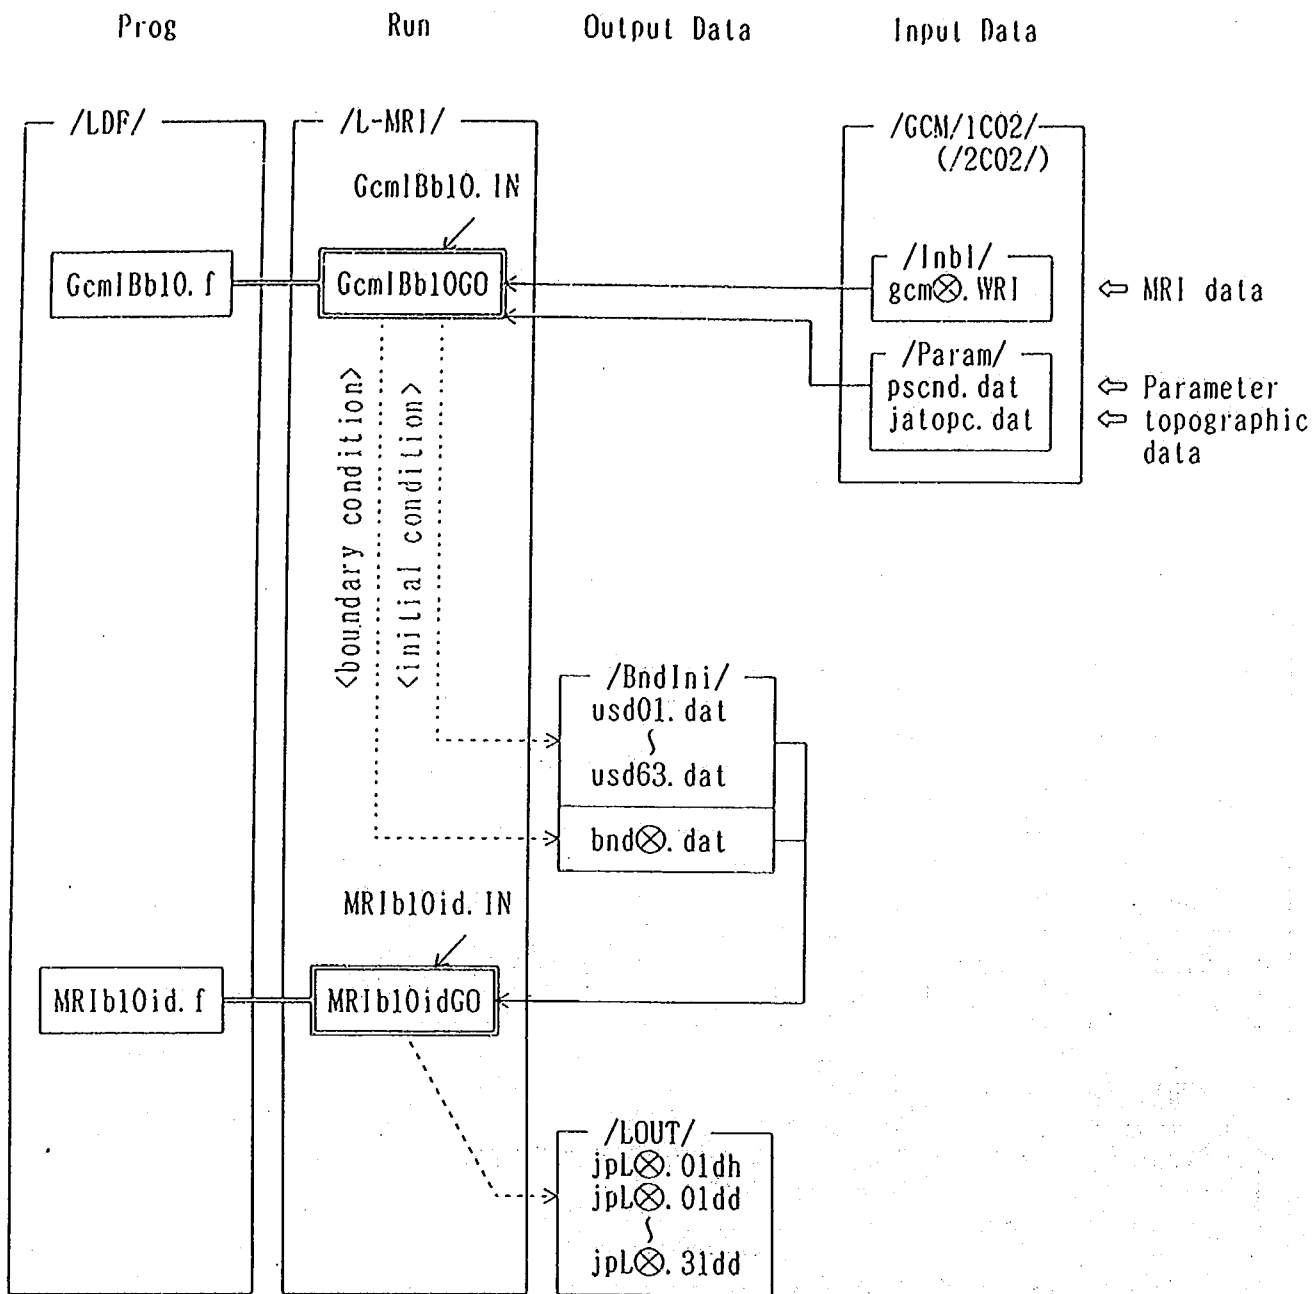 Prog Run Output Data Input Data
/LDF/ /L-MRI/ /GCM/1CO2/
(/2CO2/)
GcmIBb10.IN
/Inbl/
GcmIBb10.f GcmIBb10GO gcm⊗.WRI ⇦ MRI data
/Param/
pscnd.dat ⇦ Parameter
jatopc.dat ⇦ topographic
data
<boundary condition>
<initial condition>
/BndIni/
usd01.dat
∫
usd63.dat
bnd⊗.dat
MRIb10id.IN
MRIb10id.f MRIb10idGO
/LOUT/
jpL⊗.01dh
jpL⊗.01dd
∫
jpL⊗.31dd